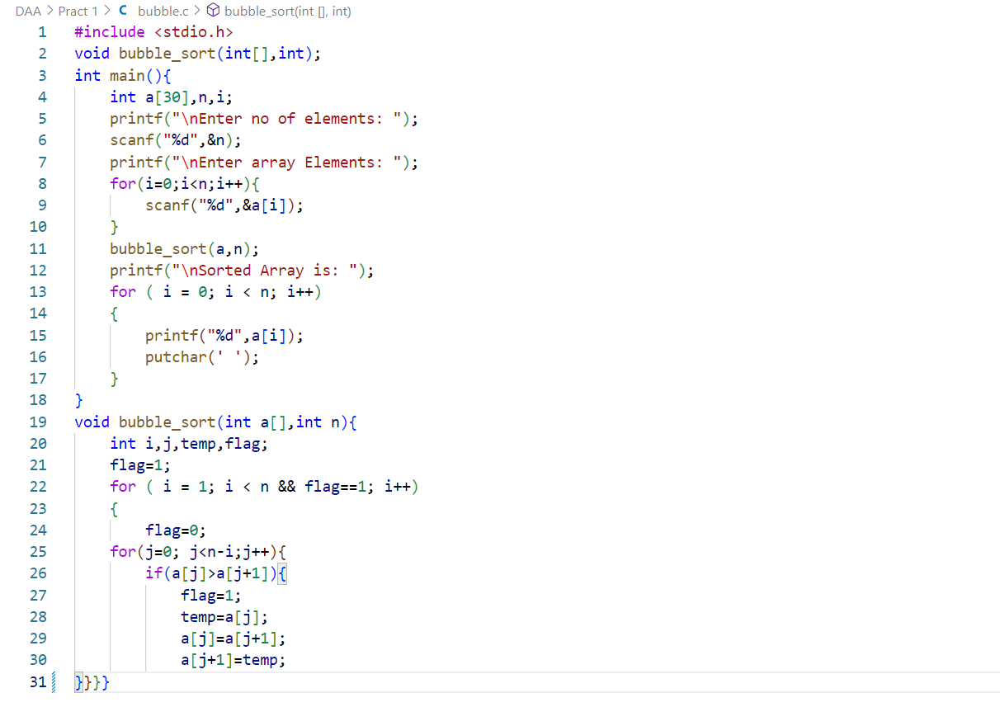 DAA > Pract 1 > C bubble.c > bubble_sort(int [], int)
1 #include <stdio.h>
2 void bubble_sort(int[],int);
3 int main(){
4     int a[30],n,i;
5     printf("\nEnter no of elements: ");
6     scanf("%d",&n);
7     printf("\nEnter array Elements: ");
8     for(i=0;i<n;i++){
9         scanf("%d",&a[i]);
10     }
11     bubble_sort(a,n);
12     printf("\nSorted Array is: ");
13     for ( i = 0; i < n; i++)
14     {
15         printf("%d",a[i]);
16         putchar(' ');
17     }
18 }
19 void bubble_sort(int a[],int n){
20     int i,j,temp,flag;
21     flag=1;
22     for ( i = 1; i < n && flag==1; i++)
23     {
24         flag=0;
25     for(j=0; j<n-i;j++){
26         if(a[j]>a[j+1]){
27             flag=1;
28             temp=a[j];
29             a[j]=a[j+1];
30             a[j+1]=temp;
31 }}}}